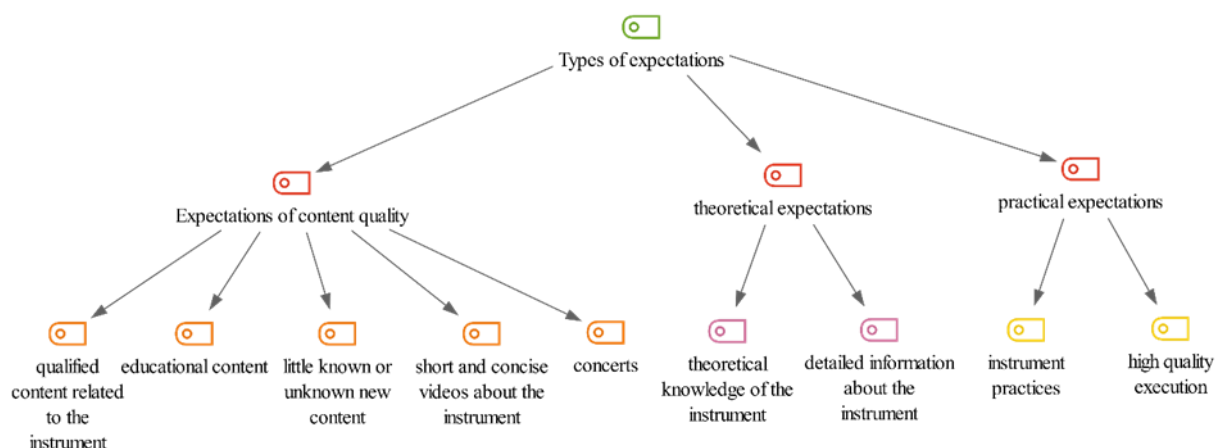 Types of expectations
Expectations of content quality
theoretical expectations
practical expectations
qualified
content related
to the
instrument
educational content
little known or
unknown new
content
short and concise
videos about the
instrument
concerts
theoretical
knowledge of the
instrument
detailed information
about the
instrument
instrument
practices
high quality
execution